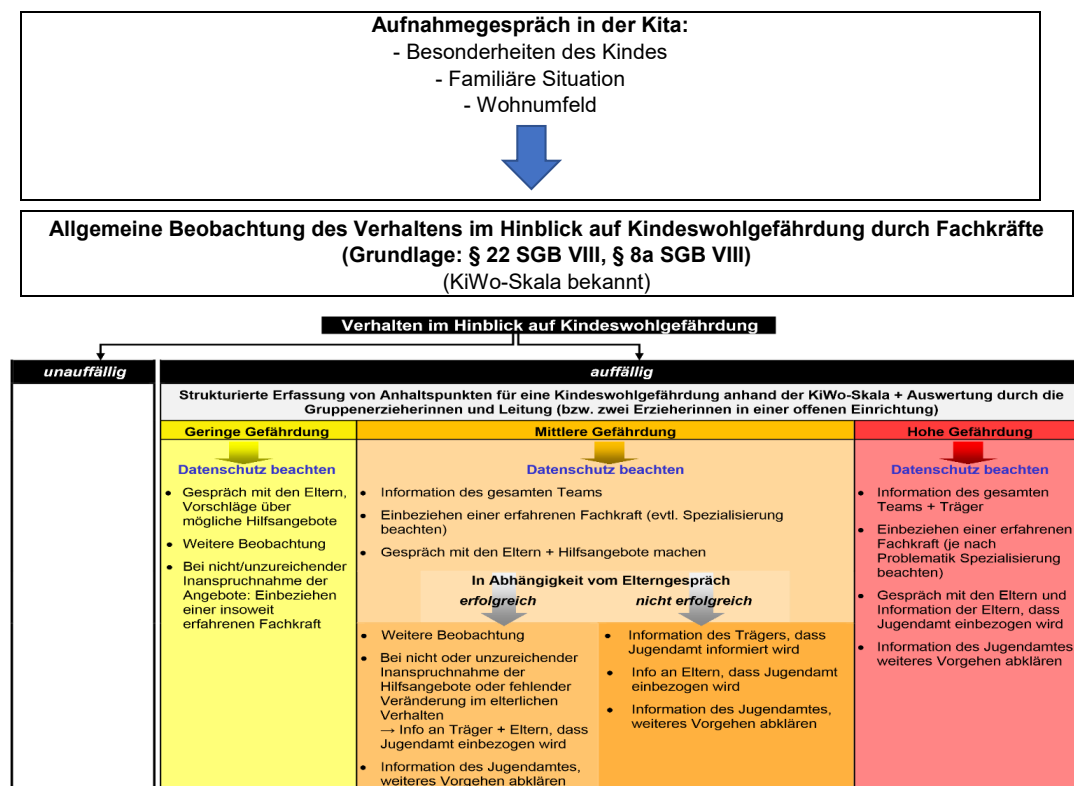 Aufnahmegespräch in der Kita:
- Besonderheiten des Kindes
- Familiäre Situation
- Wohnumfeld
Allgemeine Beobachtung des Verhaltens im Hinblick auf Kindeswohlgefährdung durch Fachkräfte
(Grundlage: § 22 SGB VIII, § 8a SGB VIII)
(KiWo-Skala bekannt)
Verhalten im Hinblick auf Kindeswohlgefährdung
unauffällig
auffällig
Strukturierte Erfassung von Anhaltspunkten für eine Kindeswohlgefährdung anhand der KiWo-Skala + Auswertung durch die
Gruppenerzieherinnen und Leitung (bzw. zwei Erzieherinnen in einer offenen Einrichtung)
Geringe Gefährdung
Datenschutz beachten
• Gespräch mit den Eltern,
Vorschläge über
mögliche Hilfsangebote
• Weitere Beobachtung
• Bei nicht/unzureichender
Inanspruchnahme der
Angebote: Einbeziehen
einer insoweit
erfahrenen Fachkraft
Mittlere Gefährdung
Datenschutz beachten
• Information des gesamten Teams
• Einbeziehen einer erfahrenen Fachkraft (evtl. Spezialisierung
beachten)
• Gespräch mit den Eltern + Hilfsangebote machen
In Abhängigkeit vom Elterngespräch
erfolgreich
nicht erfolgreich
• Weitere Beobachtung
• Bei nicht oder unzureichender
Inanspruchnahme der
Hilfsangebote oder fehlender
Veränderung im elterlichen
Verhalten
→ Info an Träger + Eltern, dass
Jugendamt einbezogen wird
• Information des Jugendamtes,
weiteres Vorgehen abklären
• Information des Trägers, dass
Jugendamt informiert wird
• Info an Eltern, dass Jugendamt
einbezogen wird
• Information des Jugendamtes,
weiteres Vorgehen abklären
Hohe Gefährdung
Datenschutz beachten
• Information des gesamten
Teams + Träger
• Einbeziehen einer erfahrenen
Fachkraft (je nach
Problematik Spezialisierung
beachten)
• Gespräch mit den Eltern und
Information der Eltern, dass
Jugendamt einbezogen wird
• Information des Jugendamtes,
weiteres Vorgehen abklären